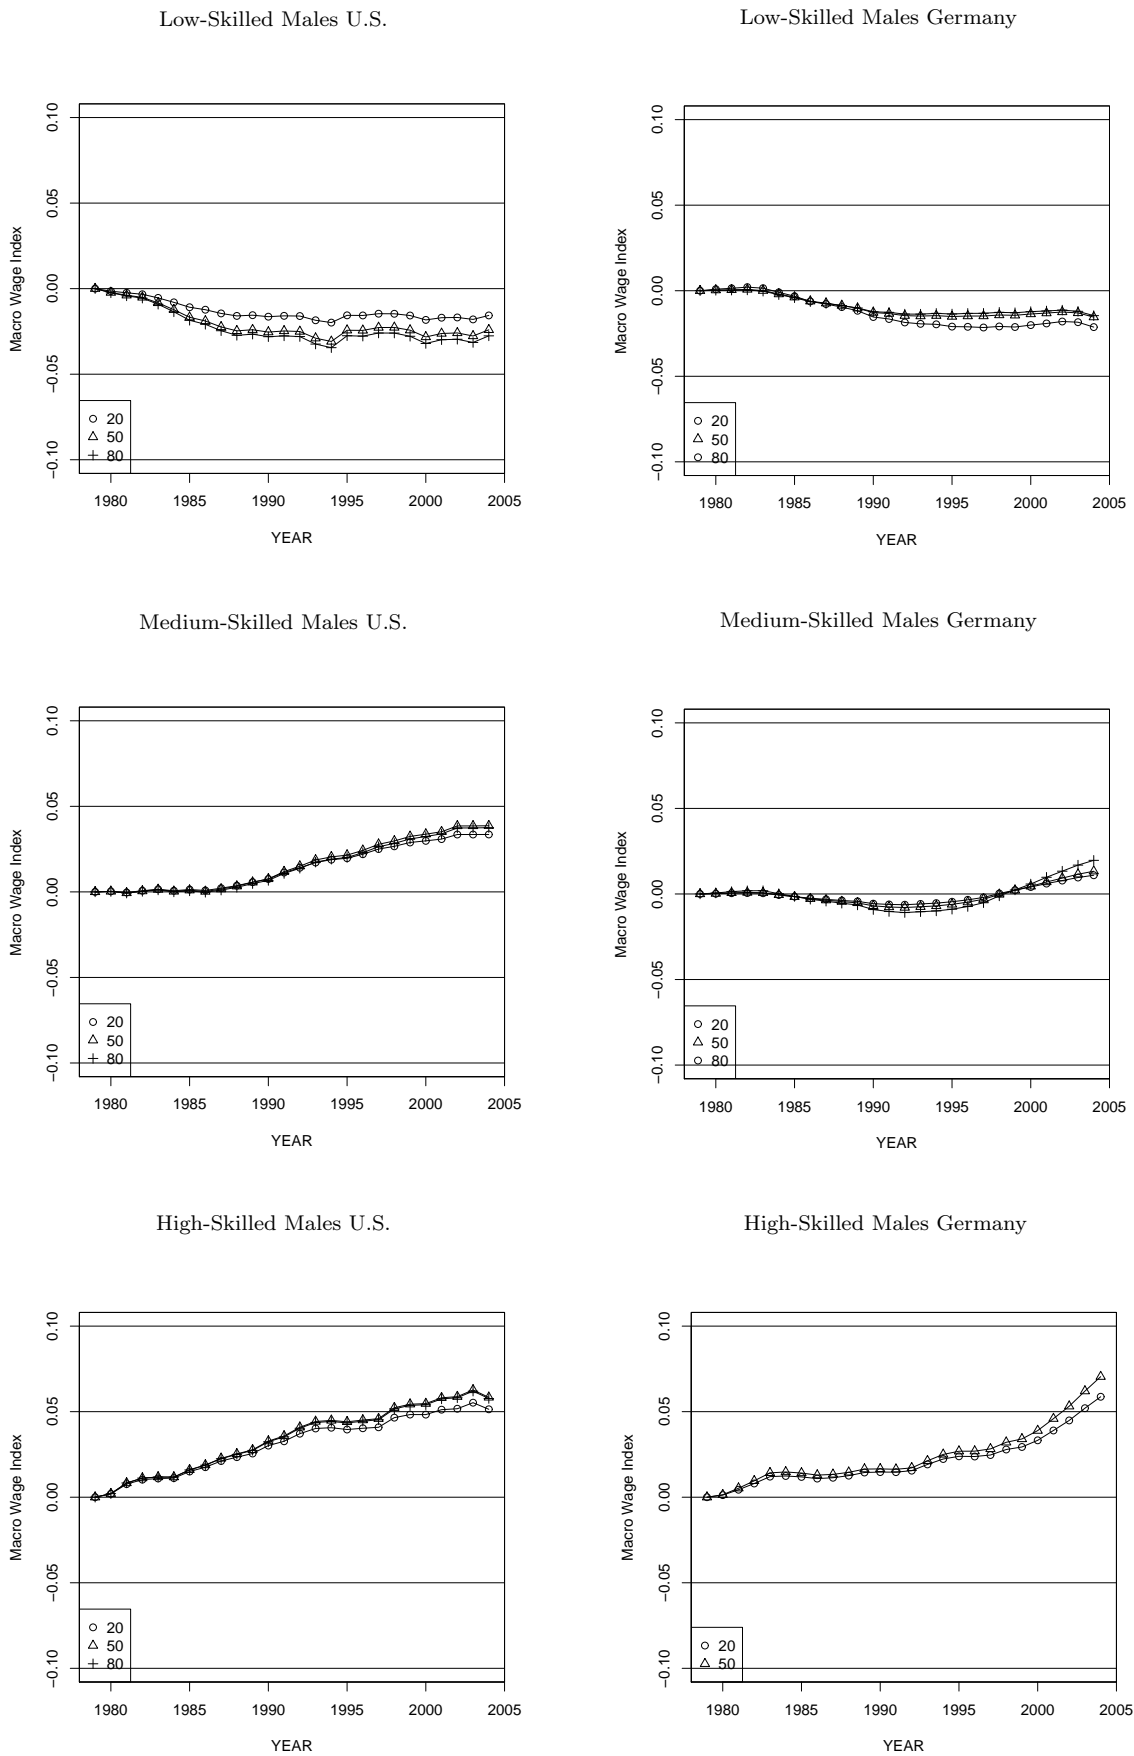 Low-Skilled Males U.S.
Macro Wage Index
0.10
0.05
0.00
−0.05
−0.10
20
50
80
1980 1985 1990 1995 2000 2005
YEAR
Low-Skilled Males Germany
Macro Wage Index
0.10
0.05
0.00
−0.05
−0.10
20
50
80
1980 1985 1990 1995 2000 2005
YEAR
Medium-Skilled Males U.S.
Macro Wage Index
0.10
0.05
0.00
−0.05
−0.10
20
50
80
1980 1985 1990 1995 2000 2005
YEAR
Medium-Skilled Males Germany
Macro Wage Index
0.10
0.05
0.00
−0.05
−0.10
20
50
80
1980 1985 1990 1995 2000 2005
YEAR
High-Skilled Males U.S.
Macro Wage Index
0.10
0.05
0.00
−0.05
−0.10
20
50
80
1980 1985 1990 1995 2000 2005
YEAR
High-Skilled Males Germany
Macro Wage Index
0.10
0.05
0.00
−0.05
−0.10
20
50
1980 1985 1990 1995 2000 2005
YEAR